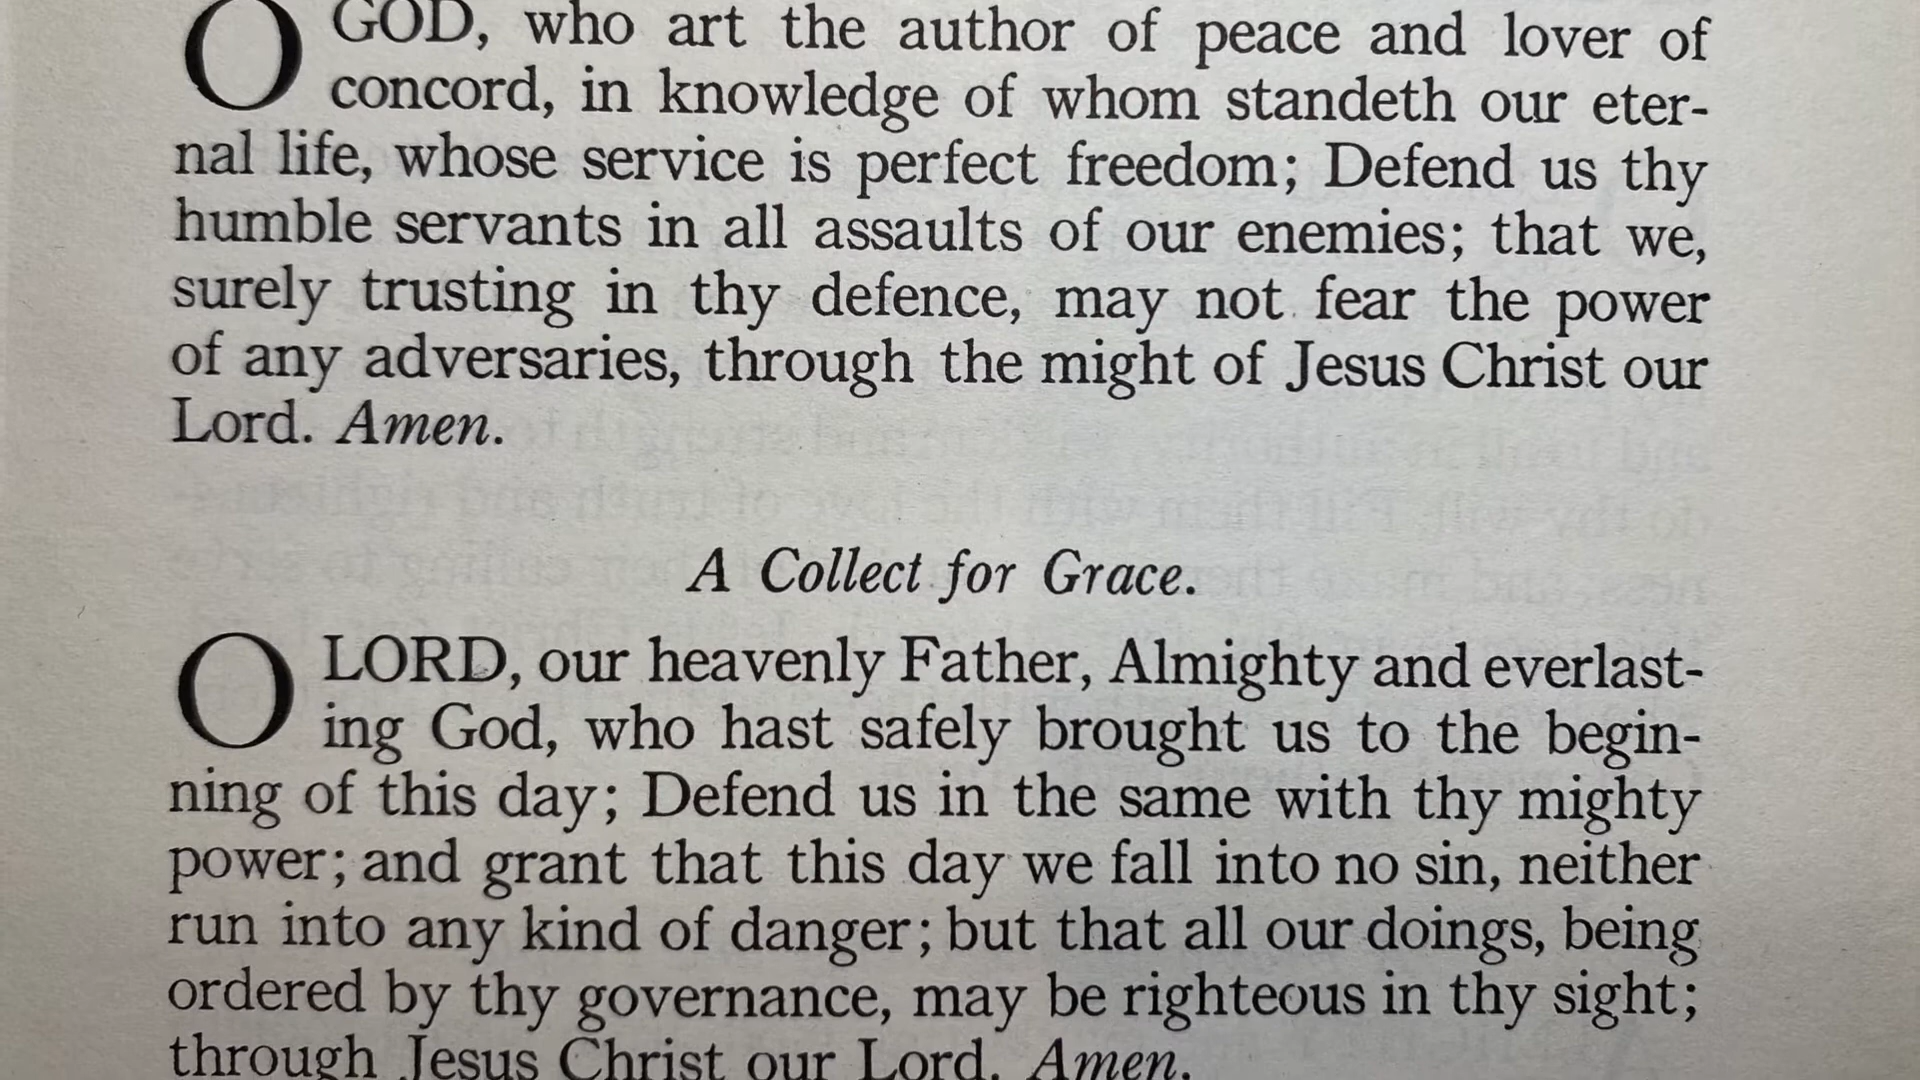 O GOD, who art the author of peace and lover of
concord, in knowledge of whom standeth our eter-
nal life, whose service is perfect freedom; Defend us thy
humble servants in all assaults of our enemies; that we,
surely trusting in thy defence, may not fear the power
of any adversaries, through the might of Jesus Christ our
Lord. Amen.
A Collect for Grace.
O LORD, our heavenly Father, Almighty and everlast-
ing God, who hast safely brought us to the begin-
ning of this day; Defend us in the same with thy mighty
power; and grant that this day we fall into no sin, neither
run into any kind of danger; but that all our doings, being
ordered by thy governance, may be righteous in thy sight;
through Jesus Christ our Lord. Amen.